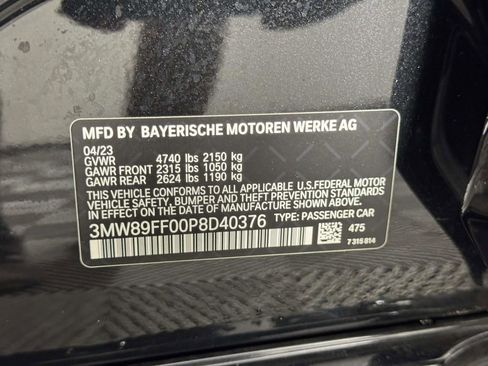 MFD BY BAYERISCHE MOTOREN WERKE AG
04/23
GVWR 4740 lbs 2150 kg
GAWR FRONT 2315 lbs 1050 kg
GAWR REAR 2624 lbs 1190 kg
THIS VEHICLE CONFORMS TO ALL APPLICABLE U.S.FEDERAL MOTOR
VEHICLE SAFETY, BUMPER AND THEFT PREVENTION STANDARDS
IN EFFECT ON THE DATE OF MANUFACTURE SHOWN ABOVE.
3MW89FF00P8D40376 TYPE: PASSENGER CAR
475
7 315 814